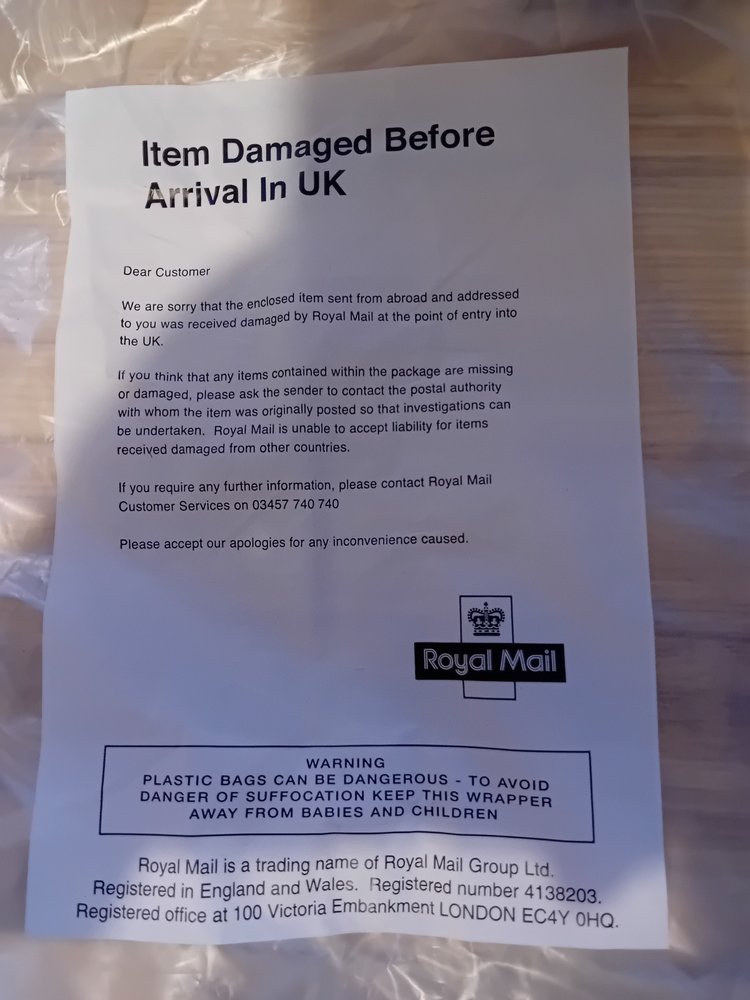 Item Damaged Before
Arrival In UK
Dear Customer
We are sorry that the enclosed item sent from abroad and addressed
to you was received damaged by Royal Mail at the point of entry into
the UK.
If you think that any items contained within the package are missing
or damaged, please ask the sender to contact the postal authority
with whom the item was originally posted so that investigations can
be undertaken. Royal Mail is unable to accept liability for items
received damaged from other countries.
If you require any further information, please contact Royal Mail
Customer Services on 03457 740 740
Please accept our apologies for any inconvenience caused.
Royal Mail
WARNING
PLASTIC BAGS CAN BE DANGEROUS - TO AVOID
DANGER OF SUFFOCATION KEEP THIS WRAPPER
AWAY FROM BABIES AND CHILDREN
Royal Mail is a trading name of Royal Mail Group Ltd.
Registered in England and Wales. Registered number 4138203.
Registered office at 100 Victoria Embankment LONDON EC4Y 0HQ.